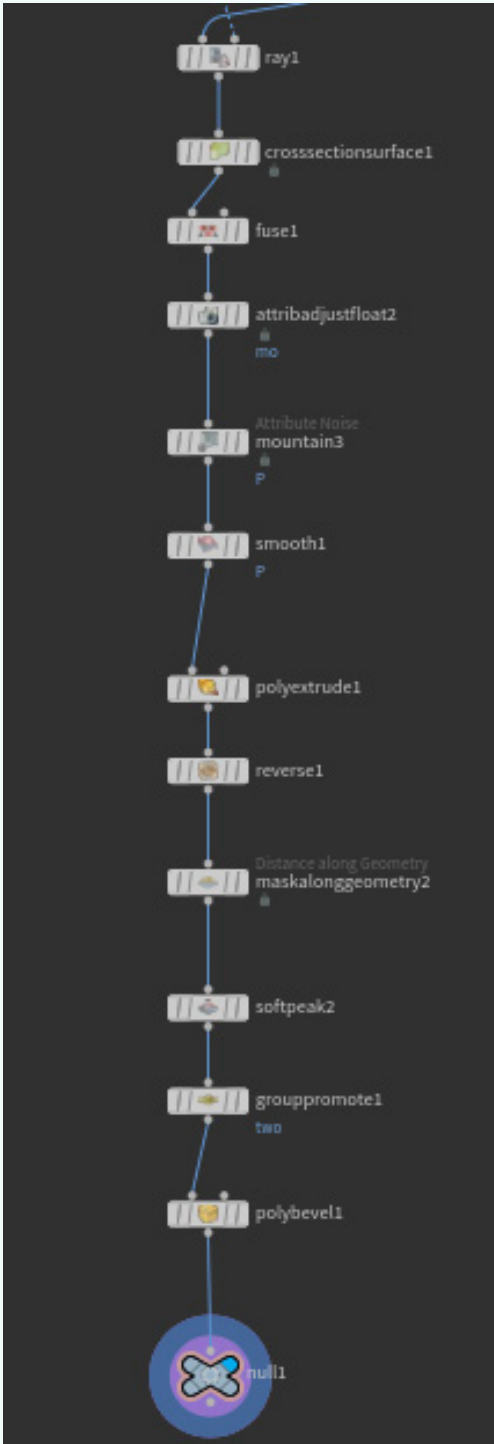 ray1
crosssectionsurface1
fuse1
attribadjustfloat2
mo
Attribute Noise
mountain3
P
smooth1
P
polyextrude1
reverse1
Distance along Geometry
maskalonggeometry2
softpeak2
grouppromote1
two
polybevel1
null1